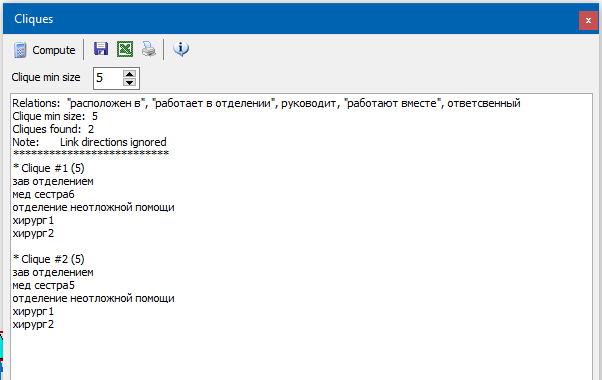 Cliques
x
Compute
Clique min size 5
Relations: "расположен в", "работает в отделении", руководит, "работают вместе", ответсвенный
Clique min size: 5
Cliques found: 2
Note: Link directions ignored
**************************
* Clique #1 (5)
зав отделением
мед сестра6
отделение неотложной помощи
хирург1
хирург2
* Clique #2 (5)
зав отделением
мед сестра5
отделение неотложной помощи
хирург1
хирург2